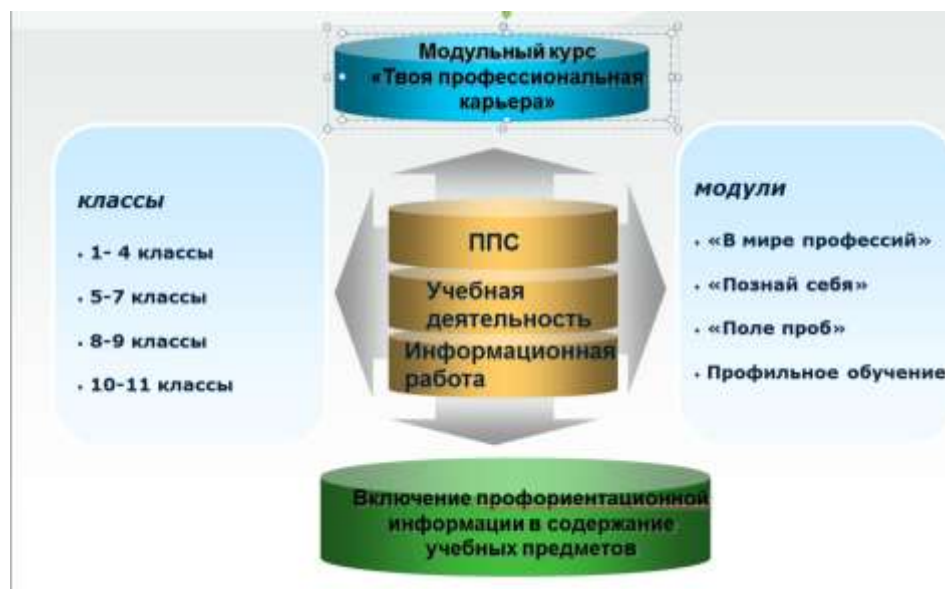 Модульный курс
«Твоя профессиональная
карьера»
классы
• 1- 4 классы
• 5-7 классы
• 8-9 классы
• 10-11 классы
ППС
Учебная
деятельность
Информационная
работа
модули
• «В мире профессий»
• «Познай себя»
• «Поле проб»
• Профильное обучение
Включение профориентационной
информации в содержание
учебных предметов